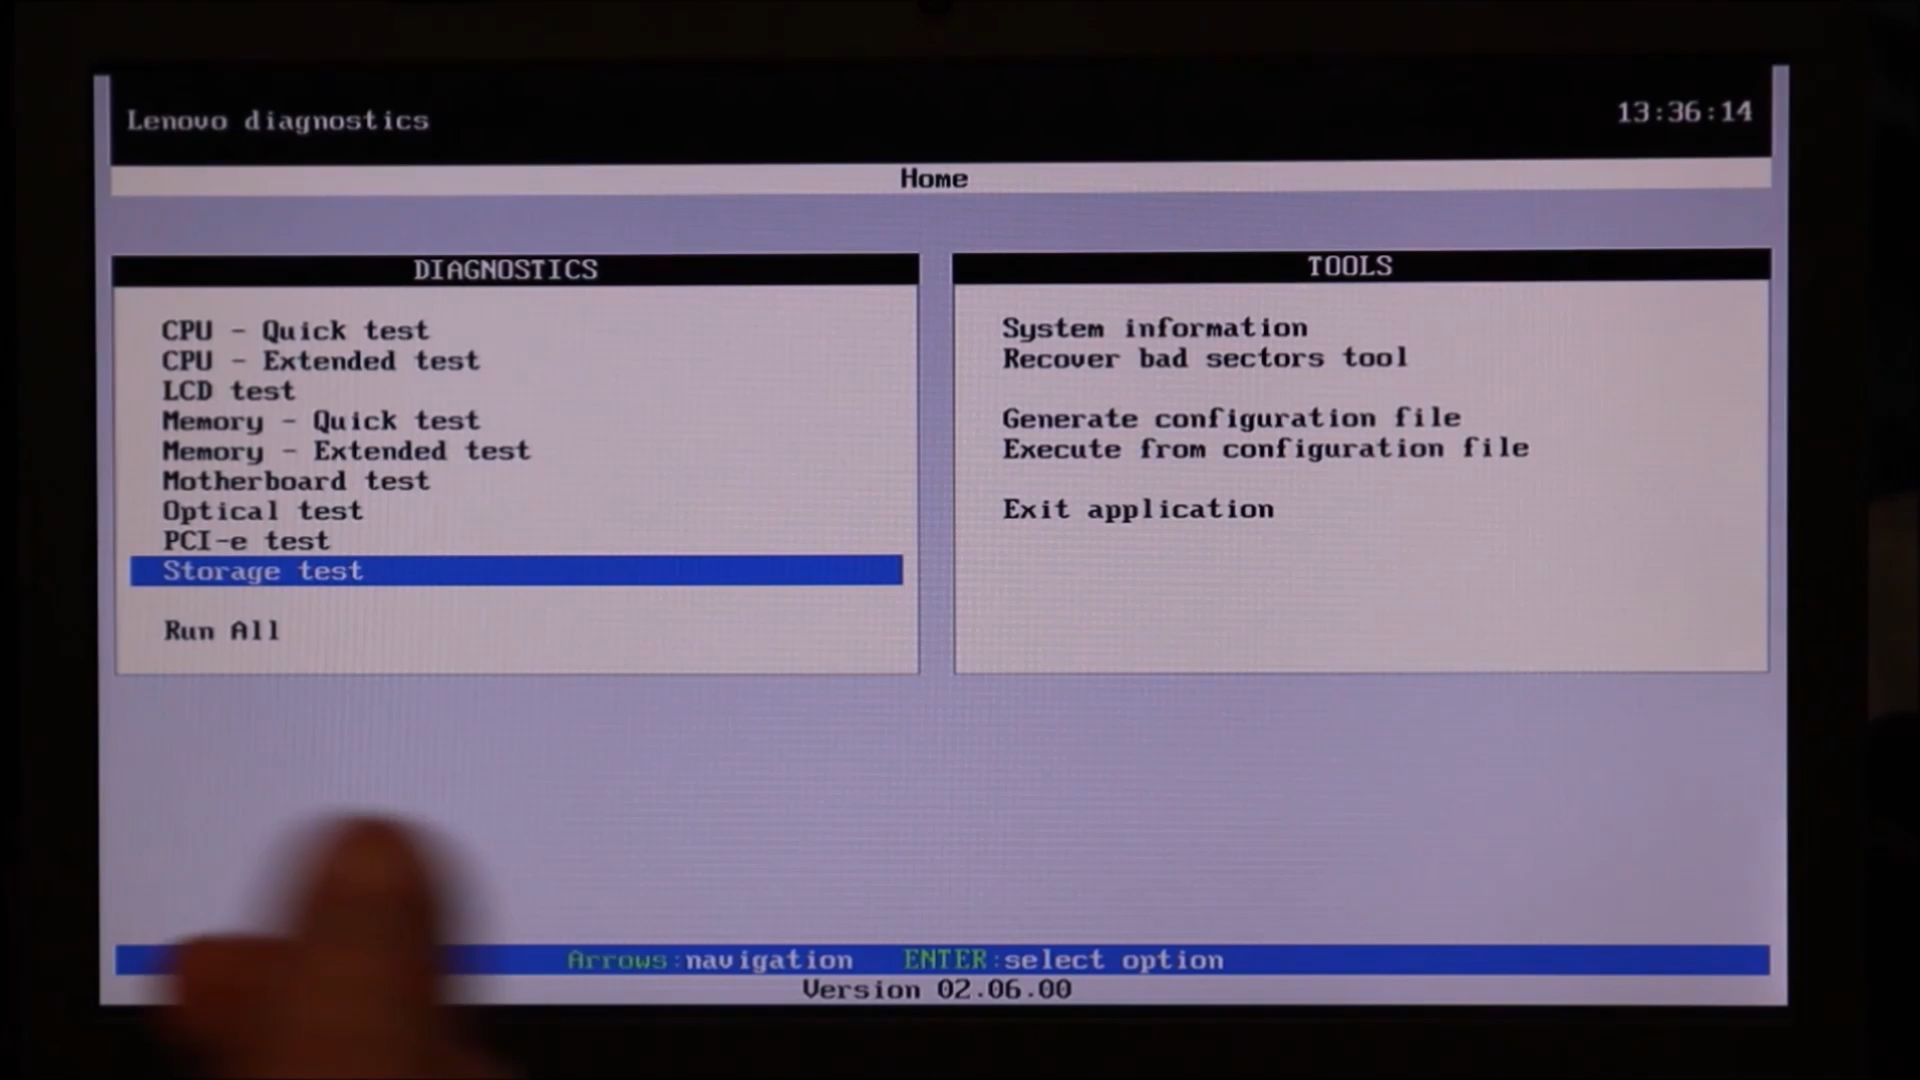 Lenovo diagnostics
13:36:14
Home
DIAGNOSTICS
CPU - Quick test
CPU - Extended test
LCD test
Memory - Quick test
Memory - Extended test
Motherboard test
Optical test
PCI-e test
Storage test
Run All
TOOLS
System information
Recover bad sectors tool
Generate configuration file
Execute from configuration file
Exit application
Arrows:navigation ENTER:select option
Version 02.06.00